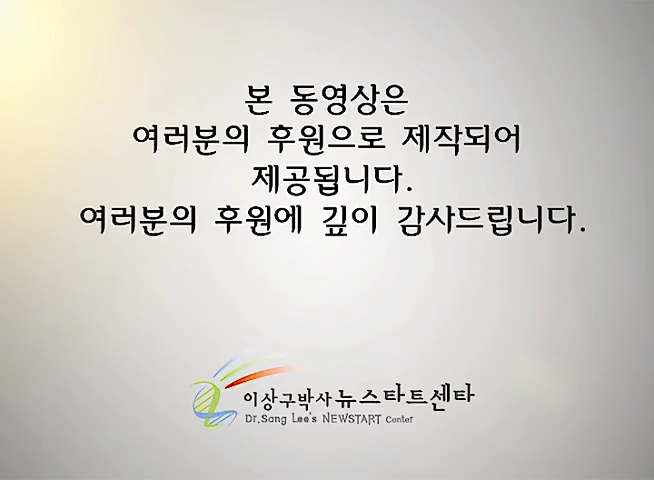 본 동영상은
여러분의 후원으로 제작되어
제공됩니다.
여러분의 후원에 깊이 감사드립니다.
이상구박사 뉴스타트센타
Dr.Sang Lee's NEWSTART Center